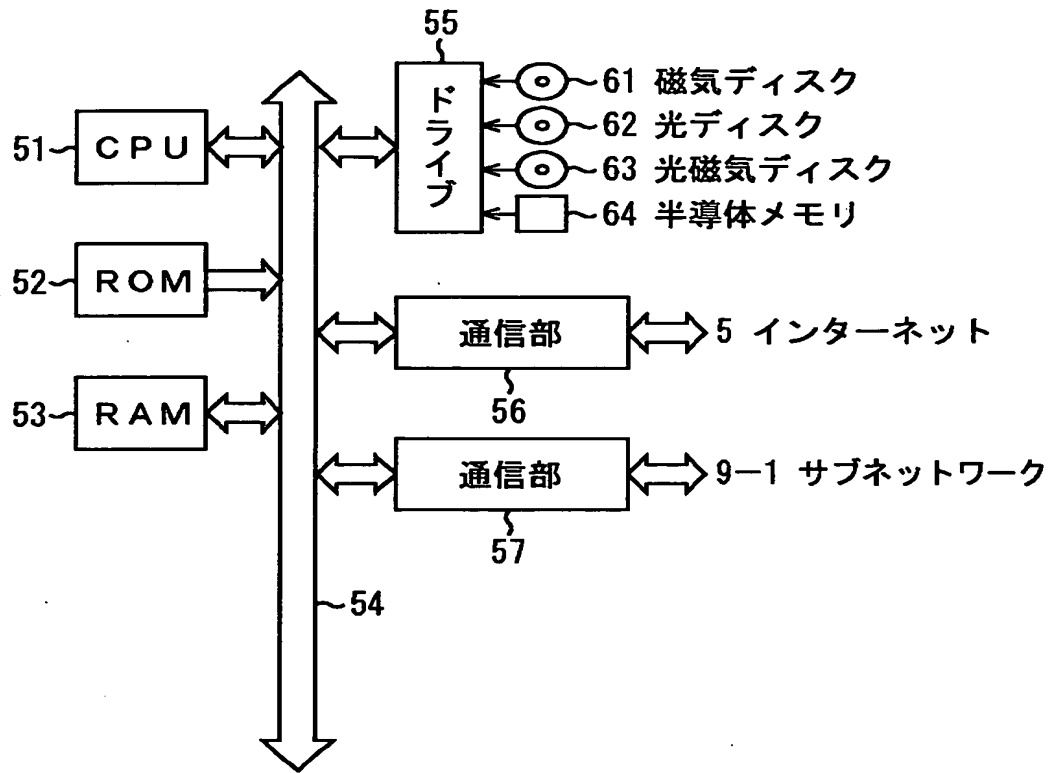 55
61 磁気ディスク
51 CPU
ドライブ
62 光ディスク
63 光磁気ディスク
64 半導体メモリ
52 ROM
通信部
5 インターネット
56
53 RAM
通信部
9-1 サブネットワーク
57
54